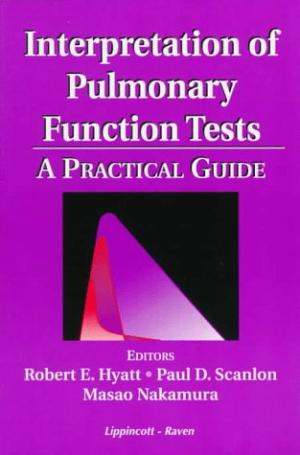 Interpretation of
Pulmonary
Function Tests
A PRACTICAL GUIDE
EDITORS
Robert E. Hyatt • Paul D. Scanlon
Masao Nakamura
Lippincott - Raven